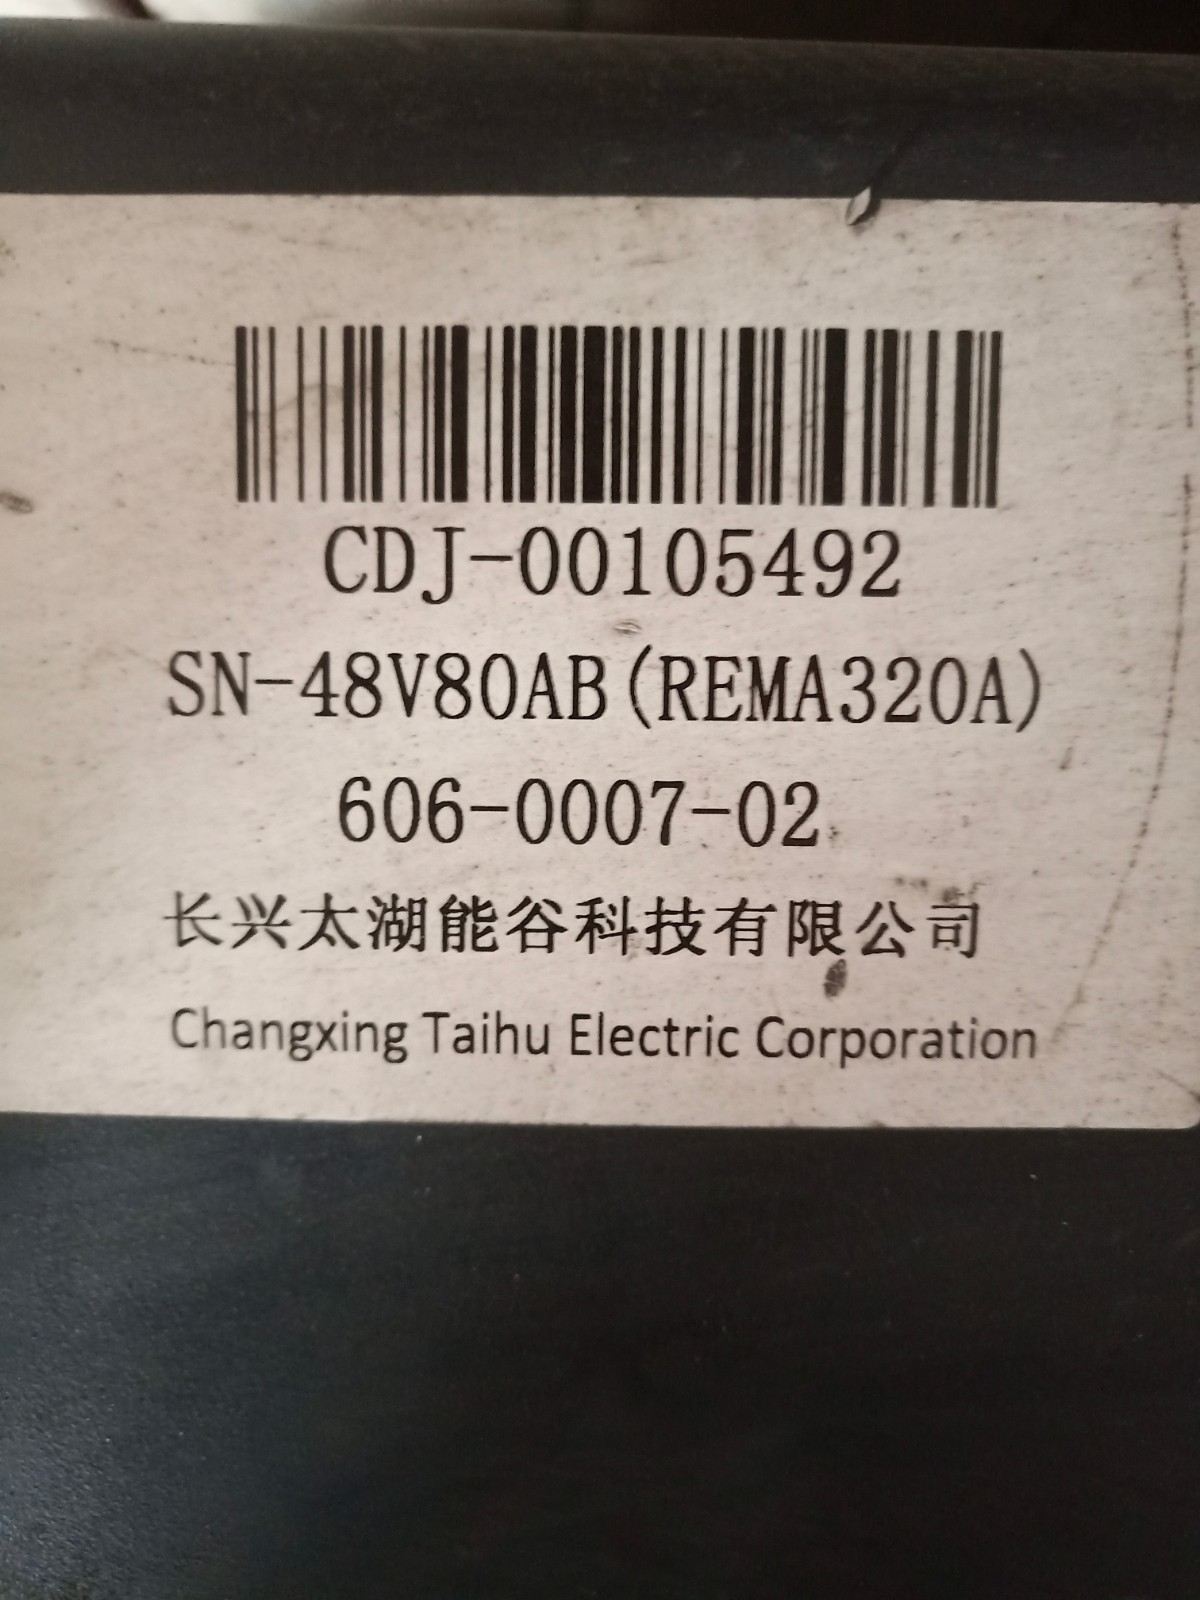 CDJ-00105492
SN-48V80AB(REMA320A)
606-0007-02
长兴太湖能谷科技有限公司
Changxing Taihu Electric Corporation